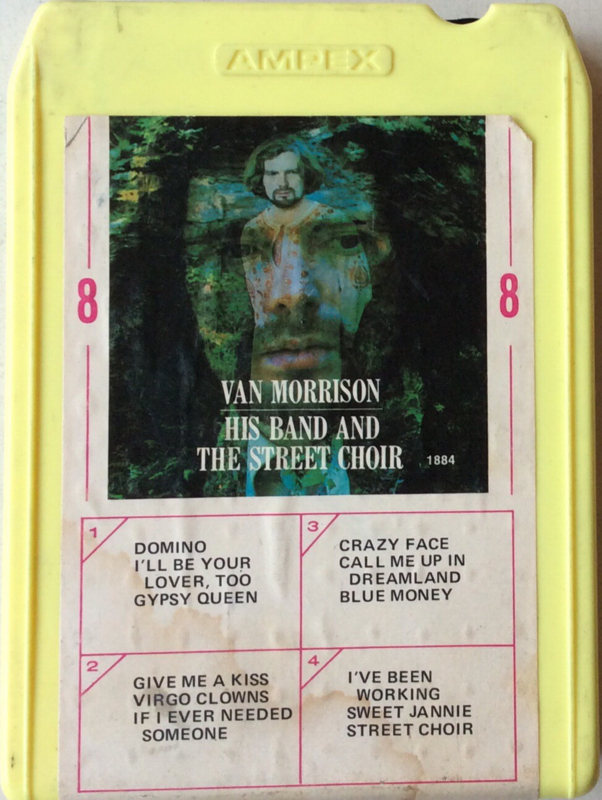 AMPEX
8
8
VAN MORRISON
HIS BAND AND
THE STREET CHOIR
1884
1
DOMINO
I'LL BE YOUR
LOVER, TOO
GYPSY QUEEN
2
GIVE ME A KISS
VIRGO CLOWNS
IF I EVER NEEDED
SOMEONE
3
CRAZY FACE
CALL ME UP IN
DREAMLAND
BLUE MONEY
4
I'VE BEEN
WORKING
SWEET JANNIE
STREET CHOIR